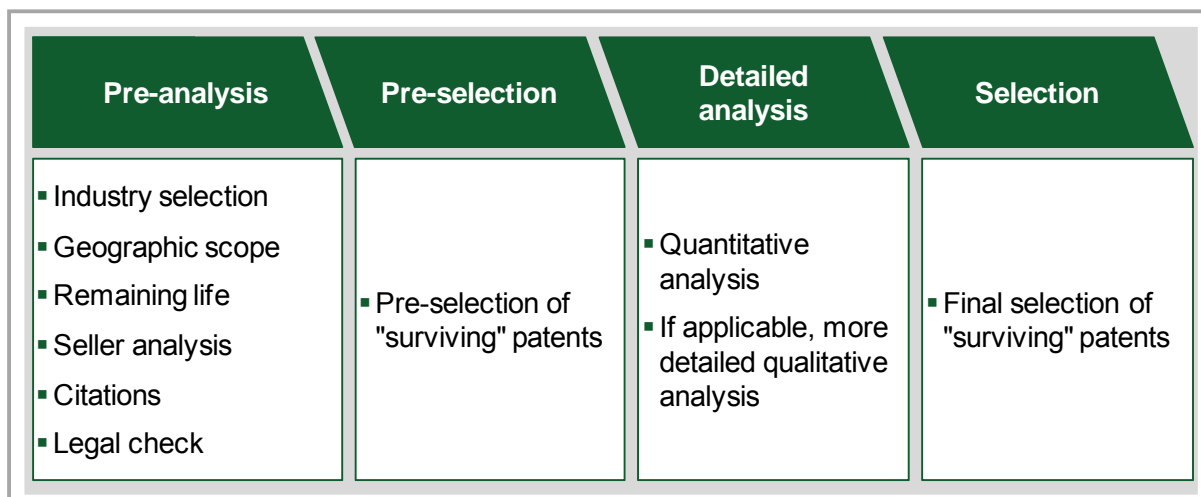 Pre-analysis
Pre-selection
Detailed
analysis
Selection
▪ Industry selection
▪ Geographic scope
▪ Remaining life
▪ Seller analysis
▪ Citations
▪ Legal check
▪ Pre-selection of
"surviving" patents
▪ Quantitative
analysis
▪ If applicable, more
detailed qualitative
analysis
▪ Final selection of
"surviving" patents